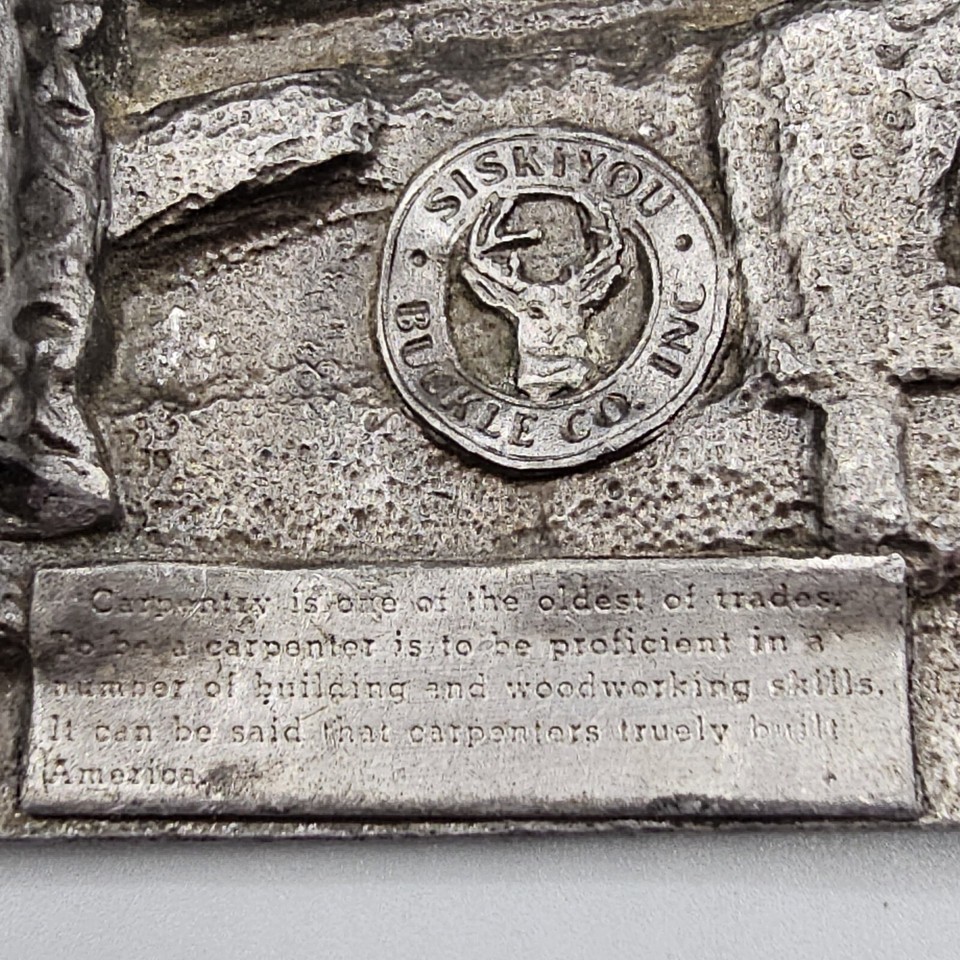 SISKIYOU
BUCKLE CO. INC
Carpentry is one of the oldest of trades.
To be a carpenter is to be proficient in a
number of building and woodworking skills.
It can be said that carpenters truely built
America.